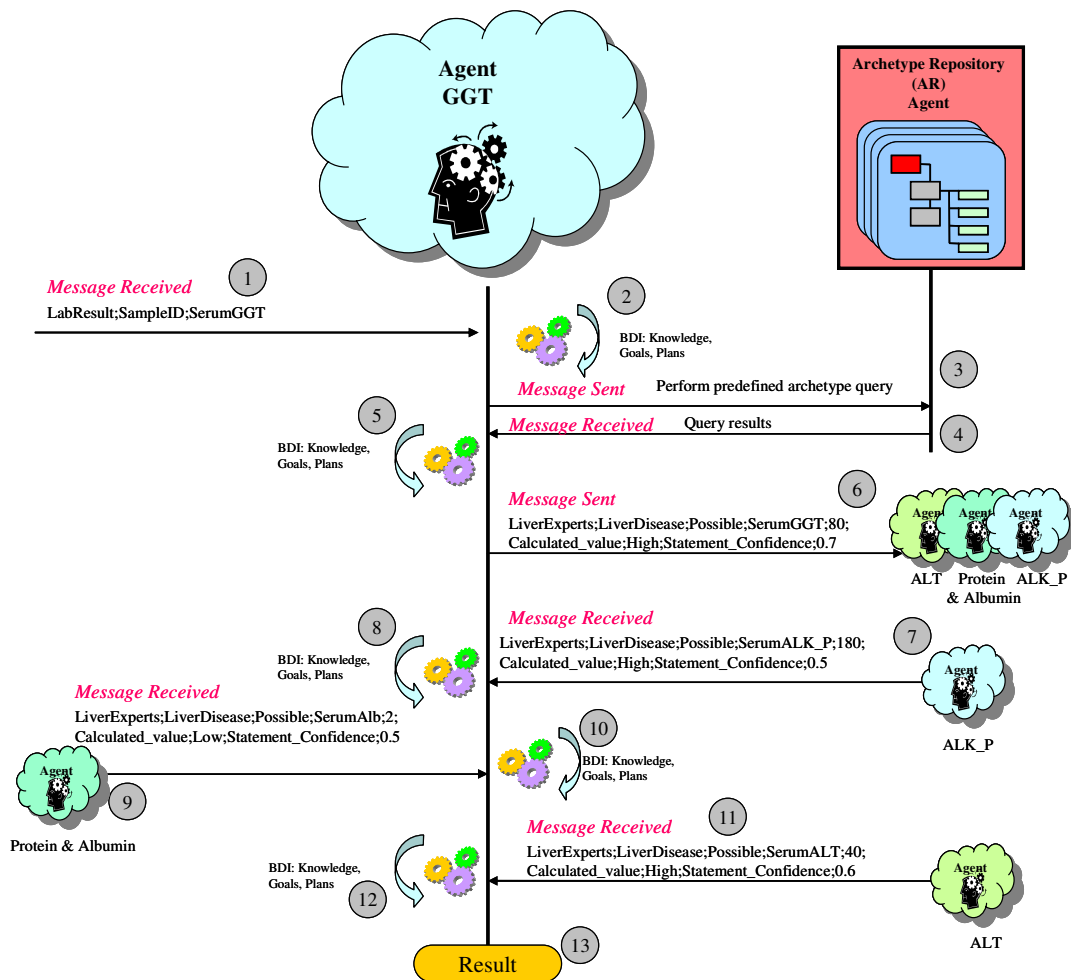 Agent
GGT
Archetype Repository
(AR)
Agent
1
Message Received
LabResult;SampleID;SerumGGT
2
BDI: Knowledge,
Goals, Plans
3
Message Sent
Perform predefined archetype query
4
Message Received
Query results
5
BDI: Knowledge,
Goals, Plans
6
Message Sent
LiverExperts;LiverDisease;Possible;SerumGGT;80;
Calculated_value;High;Statement_Confidence;0.7
Agent
Agent
Agent
ALT
Protein
& Albumin
ALK_P
7
Message Received
LiverExperts;LiverDisease;Possible;SerumALK_P;180;
Calculated_value;High;Statement_Confidence;0.5
Agent
ALK_P
8
BDI: Knowledge,
Goals, Plans
Message Received
LiverExperts;LiverDisease;Possible;SerumAlb;2;
Calculated_value;Low;Statement_Confidence;0.5
Agent
9
Protein & Albumin
10
BDI: Knowledge,
Goals, Plans
11
Message Received
LiverExperts;LiverDisease;Possible;SerumALT;40;
Calculated_value;High;Statement_Confidence;0.6
Agent
ALT
BDI: Knowledge,
Goals, Plans
12
13
Result